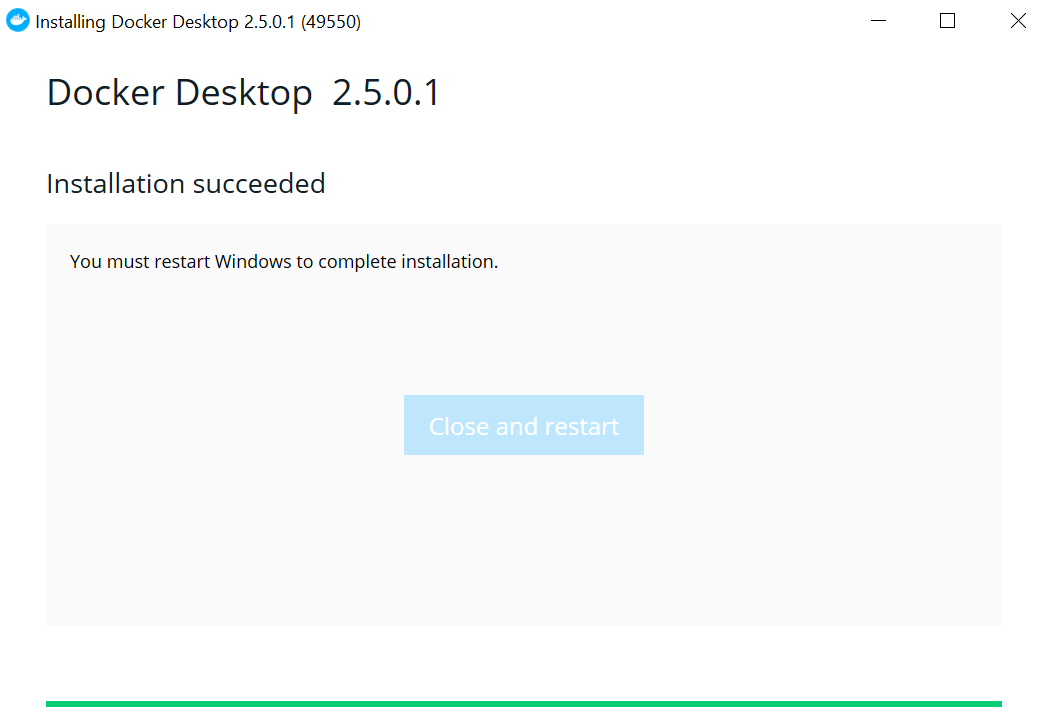 Installing Docker Desktop 2.5.0.1 (49550)
Docker Desktop 2.5.0.1
Installation succeeded
You must restart Windows to complete installation.
Close and restart